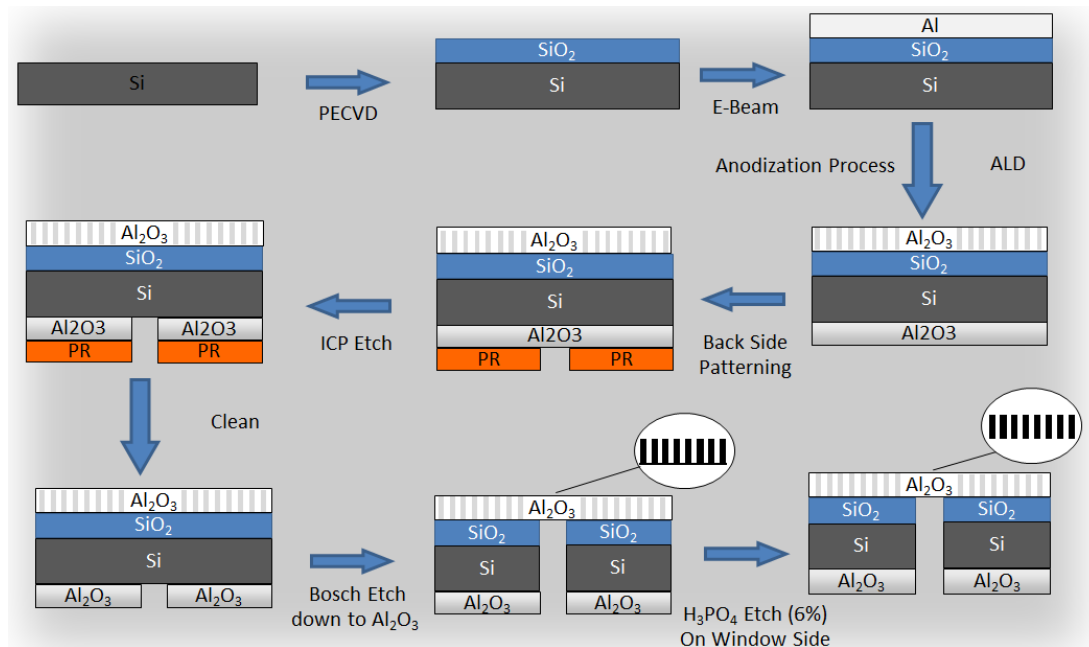 Si
PECVD
SiO₂
Si
E-Beam
Al
SiO₂
Si
Anodization Process
ALD
Al₂O₃
SiO₂
Si
Al2O3
Back Side
Patterning
Al₂O₃
SiO₂
Si
Al2O3
PR PR
ICP Etch
Al₂O₃
SiO₂
Si
Al2O3 Al2O3
PR PR
Clean
Al₂O₃
SiO₂
Si
Al₂O₃ Al₂O₃
Bosch Etch
down to Al₂O₃
Al₂O₃
SiO₂ SiO₂
Si Si
Al₂O₃ Al₂O₃
H₃PO₄ Etch (6%)
On Window Side
Al₂O₃
SiO₂ SiO₂
Si Si
Al₂O₃ Al₂O₃